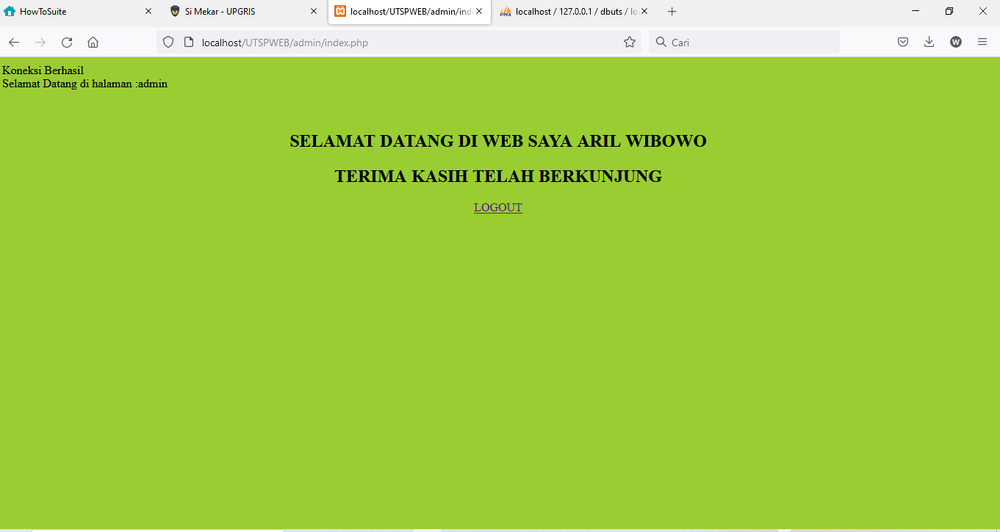 HowToSuite
Si Mekar - UPGRIS
localhost/UTSPWEB/admin/ind
localhost / 127.0.0.1 / dbuts / lo
localhost/UTSPWEB/admin/index.php
Cari
W
Koneksi Berhasil
Selamat Datang di halaman :admin
SELAMAT DATANG DI WEB SAYA ARIL WIBOWO
TERIMA KASIH TELAH BERKUNJUNG
LOGOUT